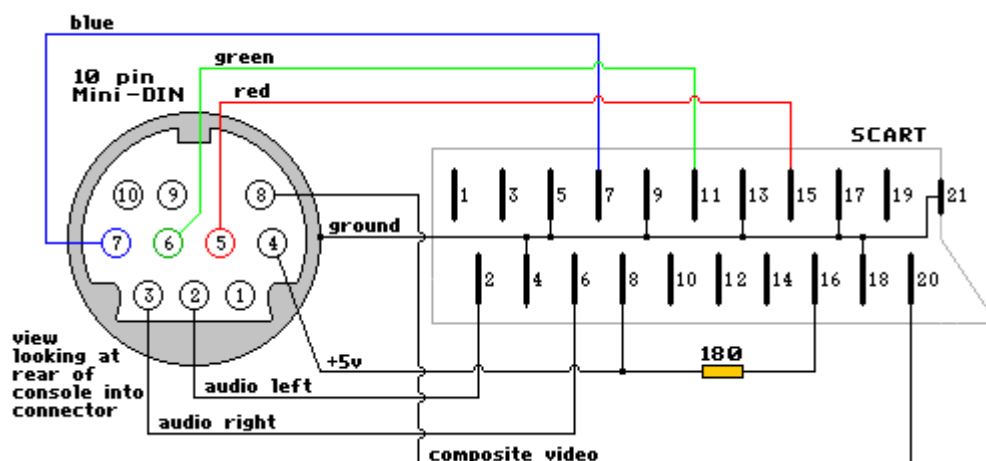 blue
green
10 pin
Mini-DIN
red
SCART
10 9 8
1 3 5 7 9 11 13 15 17 19 21
ground
7 6 5 4
2 4 6 8 10 12 14 16 18 20
3 2 1
view
looking at
rear of
console into
connector
+5v
180
audio left
audio right
composite video